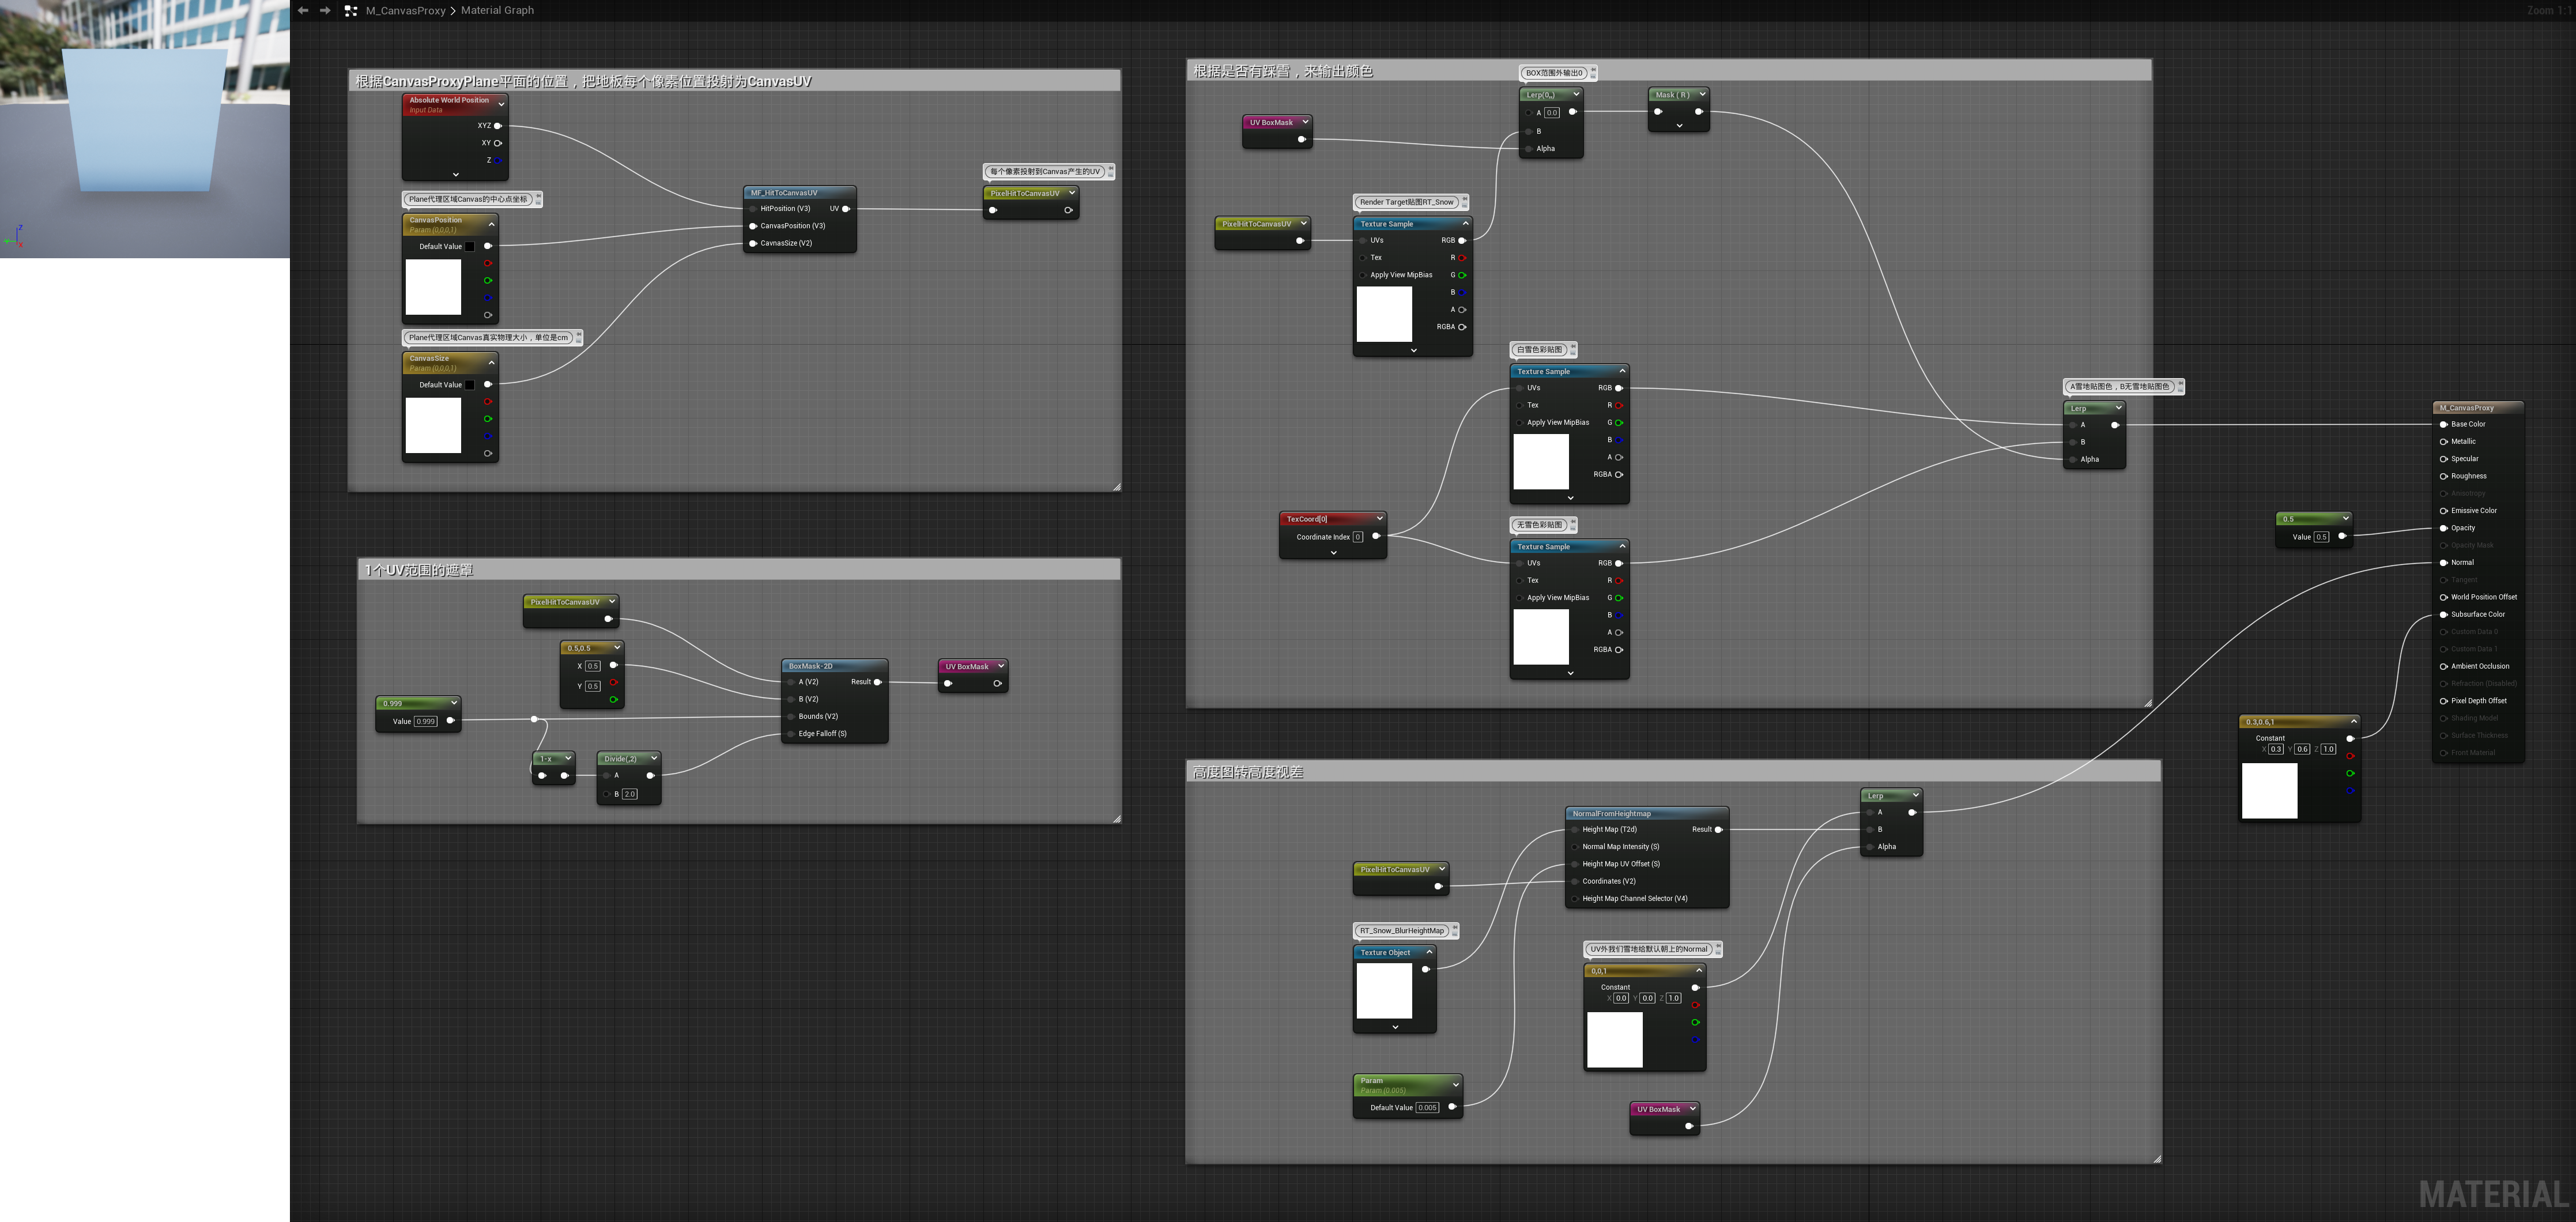 M_CanvasProxy > Material Graph
Zoom 1:1
根据CanvasProxyPlane平面的位置，把地板每个像素位置投射为CanvasUV
Absolute World Position
Input Data
XYZ
XY
Z
Plane代理区域Canvas的中心点坐标
CanvasPosition
Param (0,0,0,1)
Default Value
Plane代理区域Canvas真实物理大小，单位是cm
CanvasSize
Param (0,0,0,1)
Default Value
MF_HitToCanvasUV
HitPosition (V3) UV
CanvasPosition (V3)
CavnasSize (V2)
每个像素投射到Canvas产生的UV
PixelHitToCanvasUV
1个UV范围的遮罩
PixelHitToCanvasUV
0.5,0.5
X 0.5
Y 0.5
0.999
Value 0.999
1-x
Divide(,2)
A
B 2.0
BoxMask-2D
A (V2) Result
B (V2)
Bounds (V2)
Edge Falloff (S)
UV BoxMask
根据是否有踩雪，来输出颜色
BOX范围外输出0
Lerp(0,,)
A 0.0
B
Alpha
Mask ( R )
UV BoxMask
Render Target贴图RT_Snow
PixelHitToCanvasUV
Texture Sample
UVs RGB
Tex R
Apply View MipBias G
B
A
RGBA
白雪色彩贴图
Texture Sample
UVs RGB
Tex R
Apply View MipBias G
B
A
RGBA
TexCoord[0]
Coordinate Index 0
无雪色彩贴图
Texture Sample
UVs RGB
Tex R
Apply View MipBias G
B
A
RGBA
A雪地贴图色，B无雪地贴图色
Lerp
A
B
Alpha
高度图转高度视差
NormalFromHeightmap
Height Map (T2d) Result
Normal Map Intensity (S)
Height Map UV Offset (S)
Coordinates (V2)
Height Map Channel Selector (V4)
PixelHitToCanvasUV
RT_Snow_BlurHeightMap
Texture Object
Param
Param (0.005)
Default Value 0.005
UV外我们雪地给默认朝上的Normal
0,0,1
Constant
X 0.0 Y 0.0 Z 1.0
UV BoxMask
Lerp
A
B
Alpha
0.5
Value 0.5
0.3,0.6,1
Constant
X 0.3 Y 0.6 Z 1.0
M_CanvasProxy
Base Color
Metallic
Specular
Roughness
Anisotropy
Emissive Color
Opacity
Opacity Mask
Normal
Tangent
World Position Offset
Subsurface Color
Custom Data 0
Custom Data 1
Ambient Occlusion
Refraction (Disabled)
Pixel Depth Offset
Shading Model
Surface Thickness
Front Material
MATERIAL